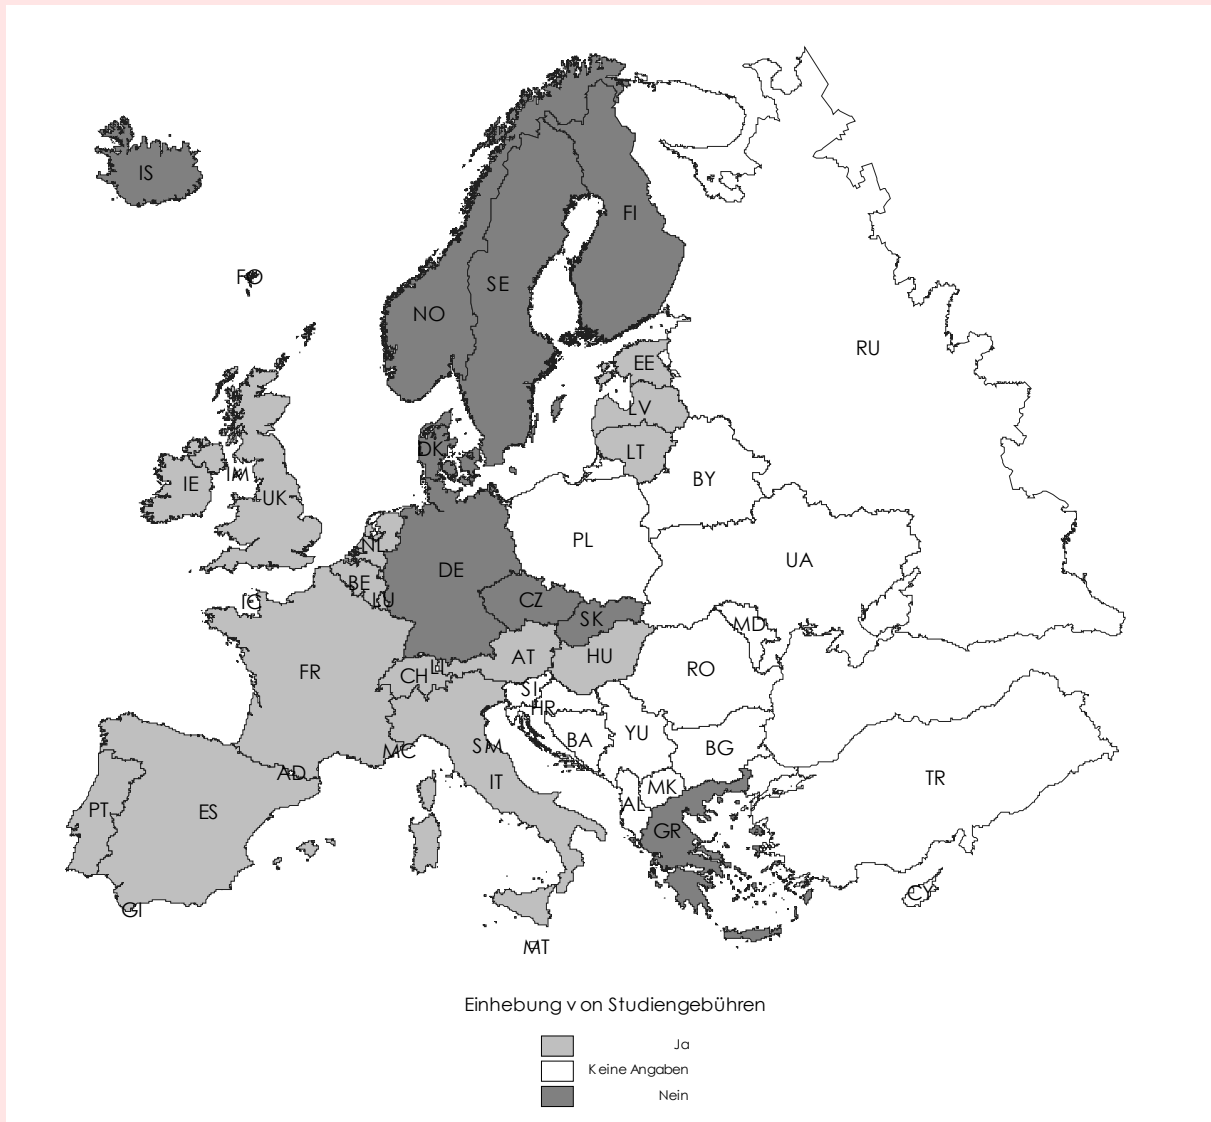 IS
FI
FO
SE
NO
RU
EE
LV
DK
LT
IM
BY
IE
UK
PL
NL
UA
DE
BE
LU
CZ
SK
MD
AT
HU
FR
CH
LI
RO
SI
HR
YU
BA
BG
MC
SM
AD
IT
MK
TR
AL
PT
ES
GR
CY
GI
MT
Einhebung von Studiengebühren
Ja
Keine Angaben
Nein